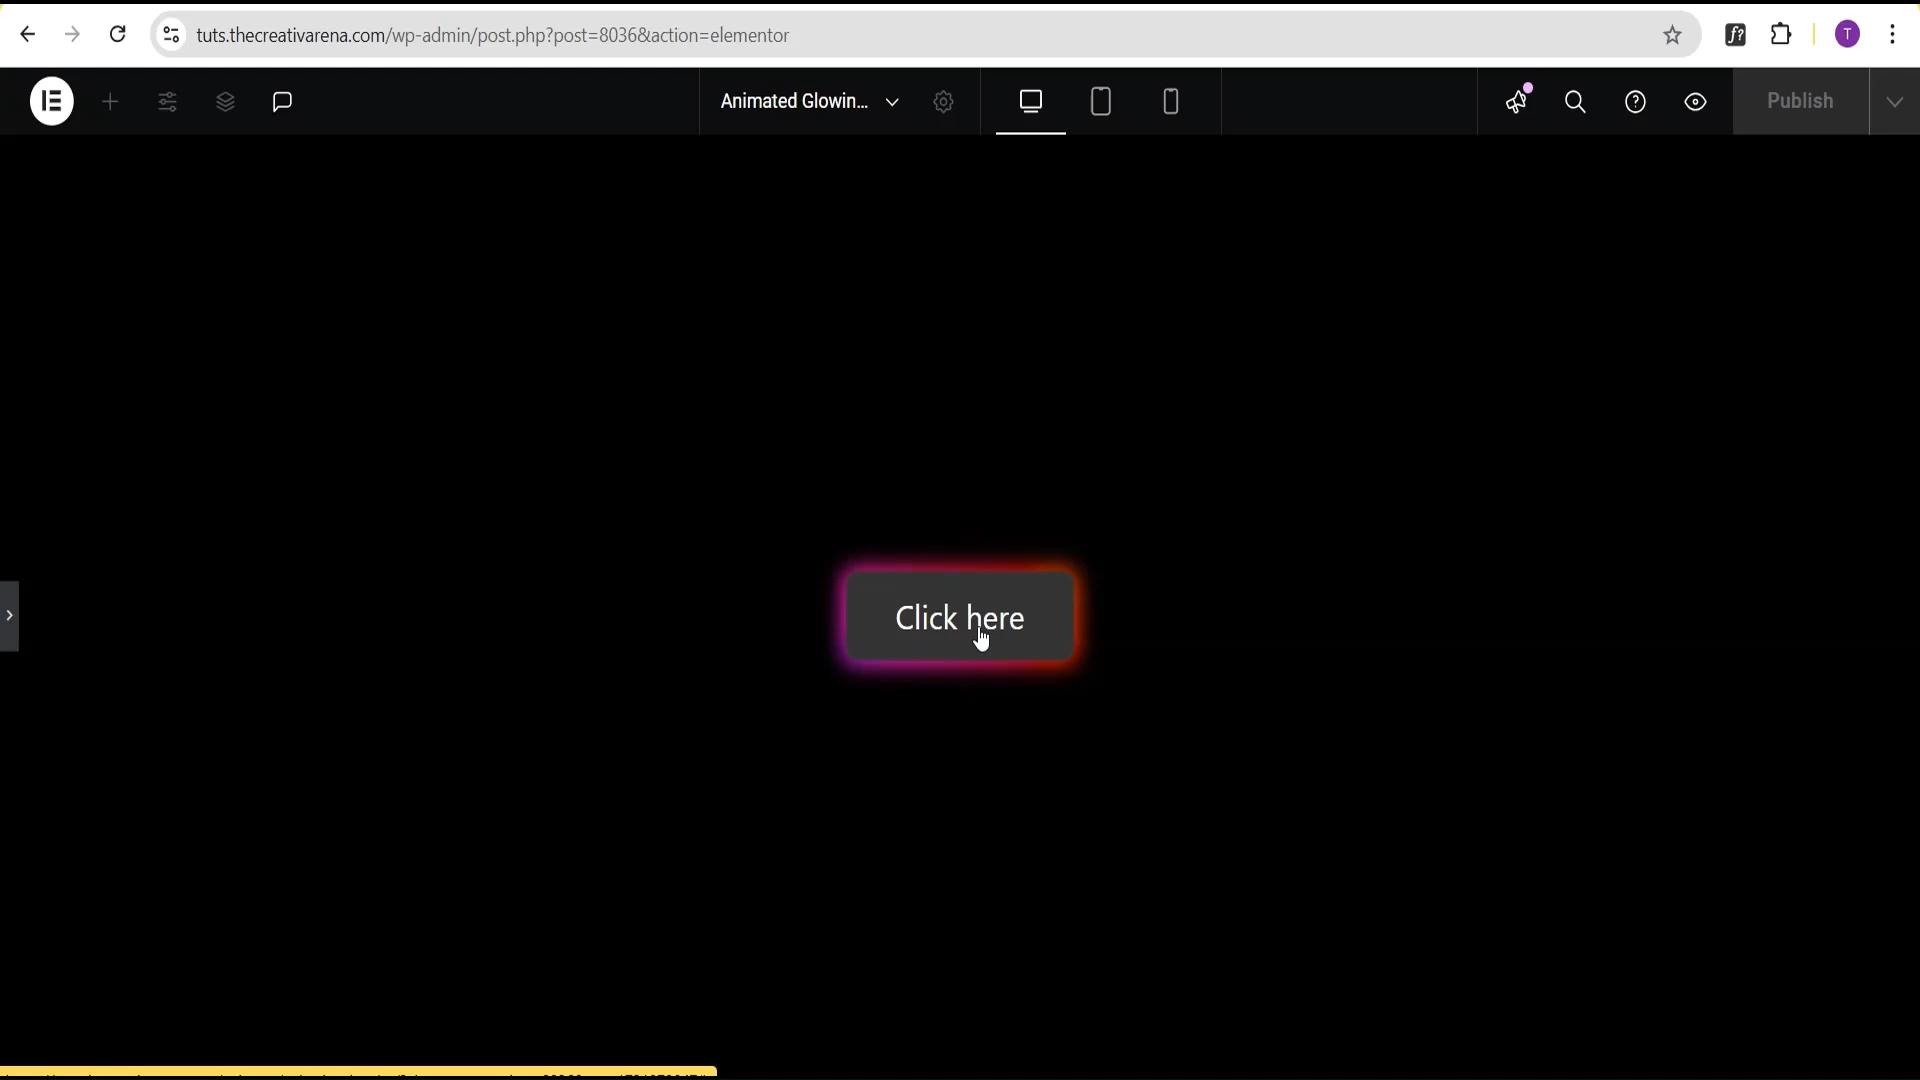 tuts.thecreativarena.com/wp-admin/post.php?post=8036&action=elementor
f?
T
Animated Glowin...
Publish
Click here